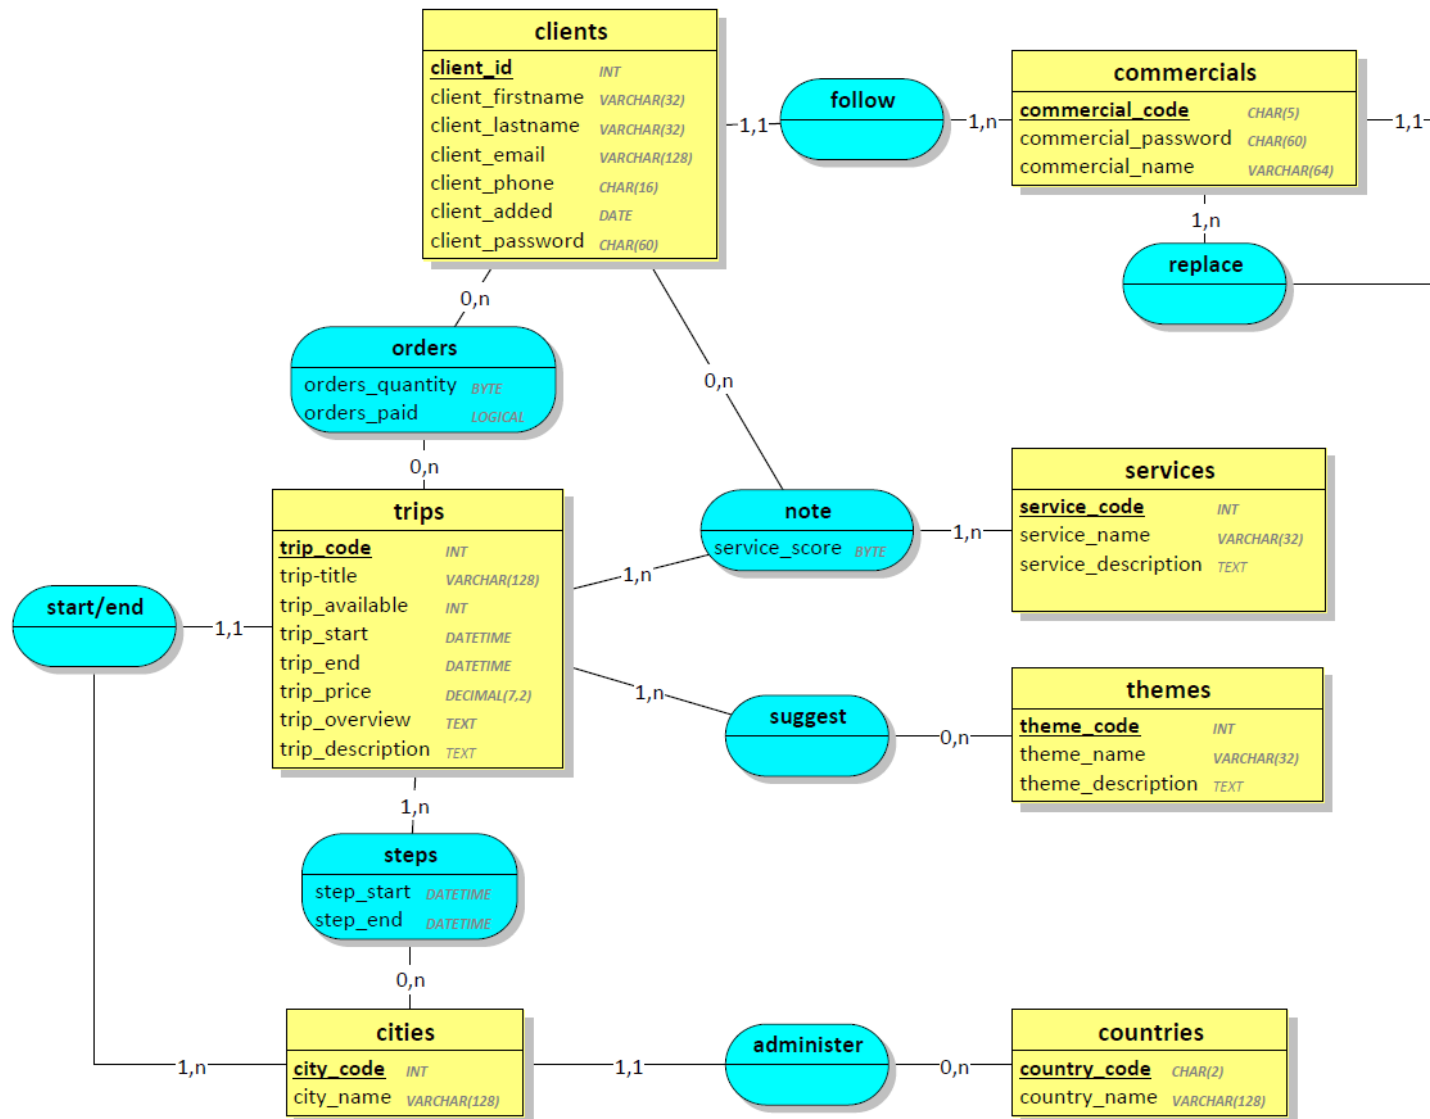 clients
client_id INT
client_firstname VARCHAR(32)
client_lastname VARCHAR(32)
client_email VARCHAR(128)
client_phone CHAR(16)
client_added DATE
client_password CHAR(60)
1,1
follow
1,n
commercials
commercial_code CHAR(5)
commercial_password CHAR(60)
commercial_name VARCHAR(64)
1,1
1,n
replace
0,n
orders
orders_quantity BYTE
orders_paid LOGICAL
0,n
0,n
trips
trip_code INT
trip-title VARCHAR(128)
trip_available INT
trip_start DATETIME
trip_end DATETIME
trip_price DECIMAL(7,2)
trip_overview TEXT
trip_description TEXT
note
service_score BYTE
1,n
1,n
services
service_code INT
service_name VARCHAR(32)
service_description TEXT
start/end
1,1
1,n
suggest
0,n
themes
theme_code INT
theme_name VARCHAR(32)
theme_description TEXT
1,n
steps
step_start DATETIME
step_end DATETIME
0,n
1,n
cities
city_code INT
city_name VARCHAR(128)
1,1
administer
0,n
countries
country_code CHAR(2)
country_name VARCHAR(128)